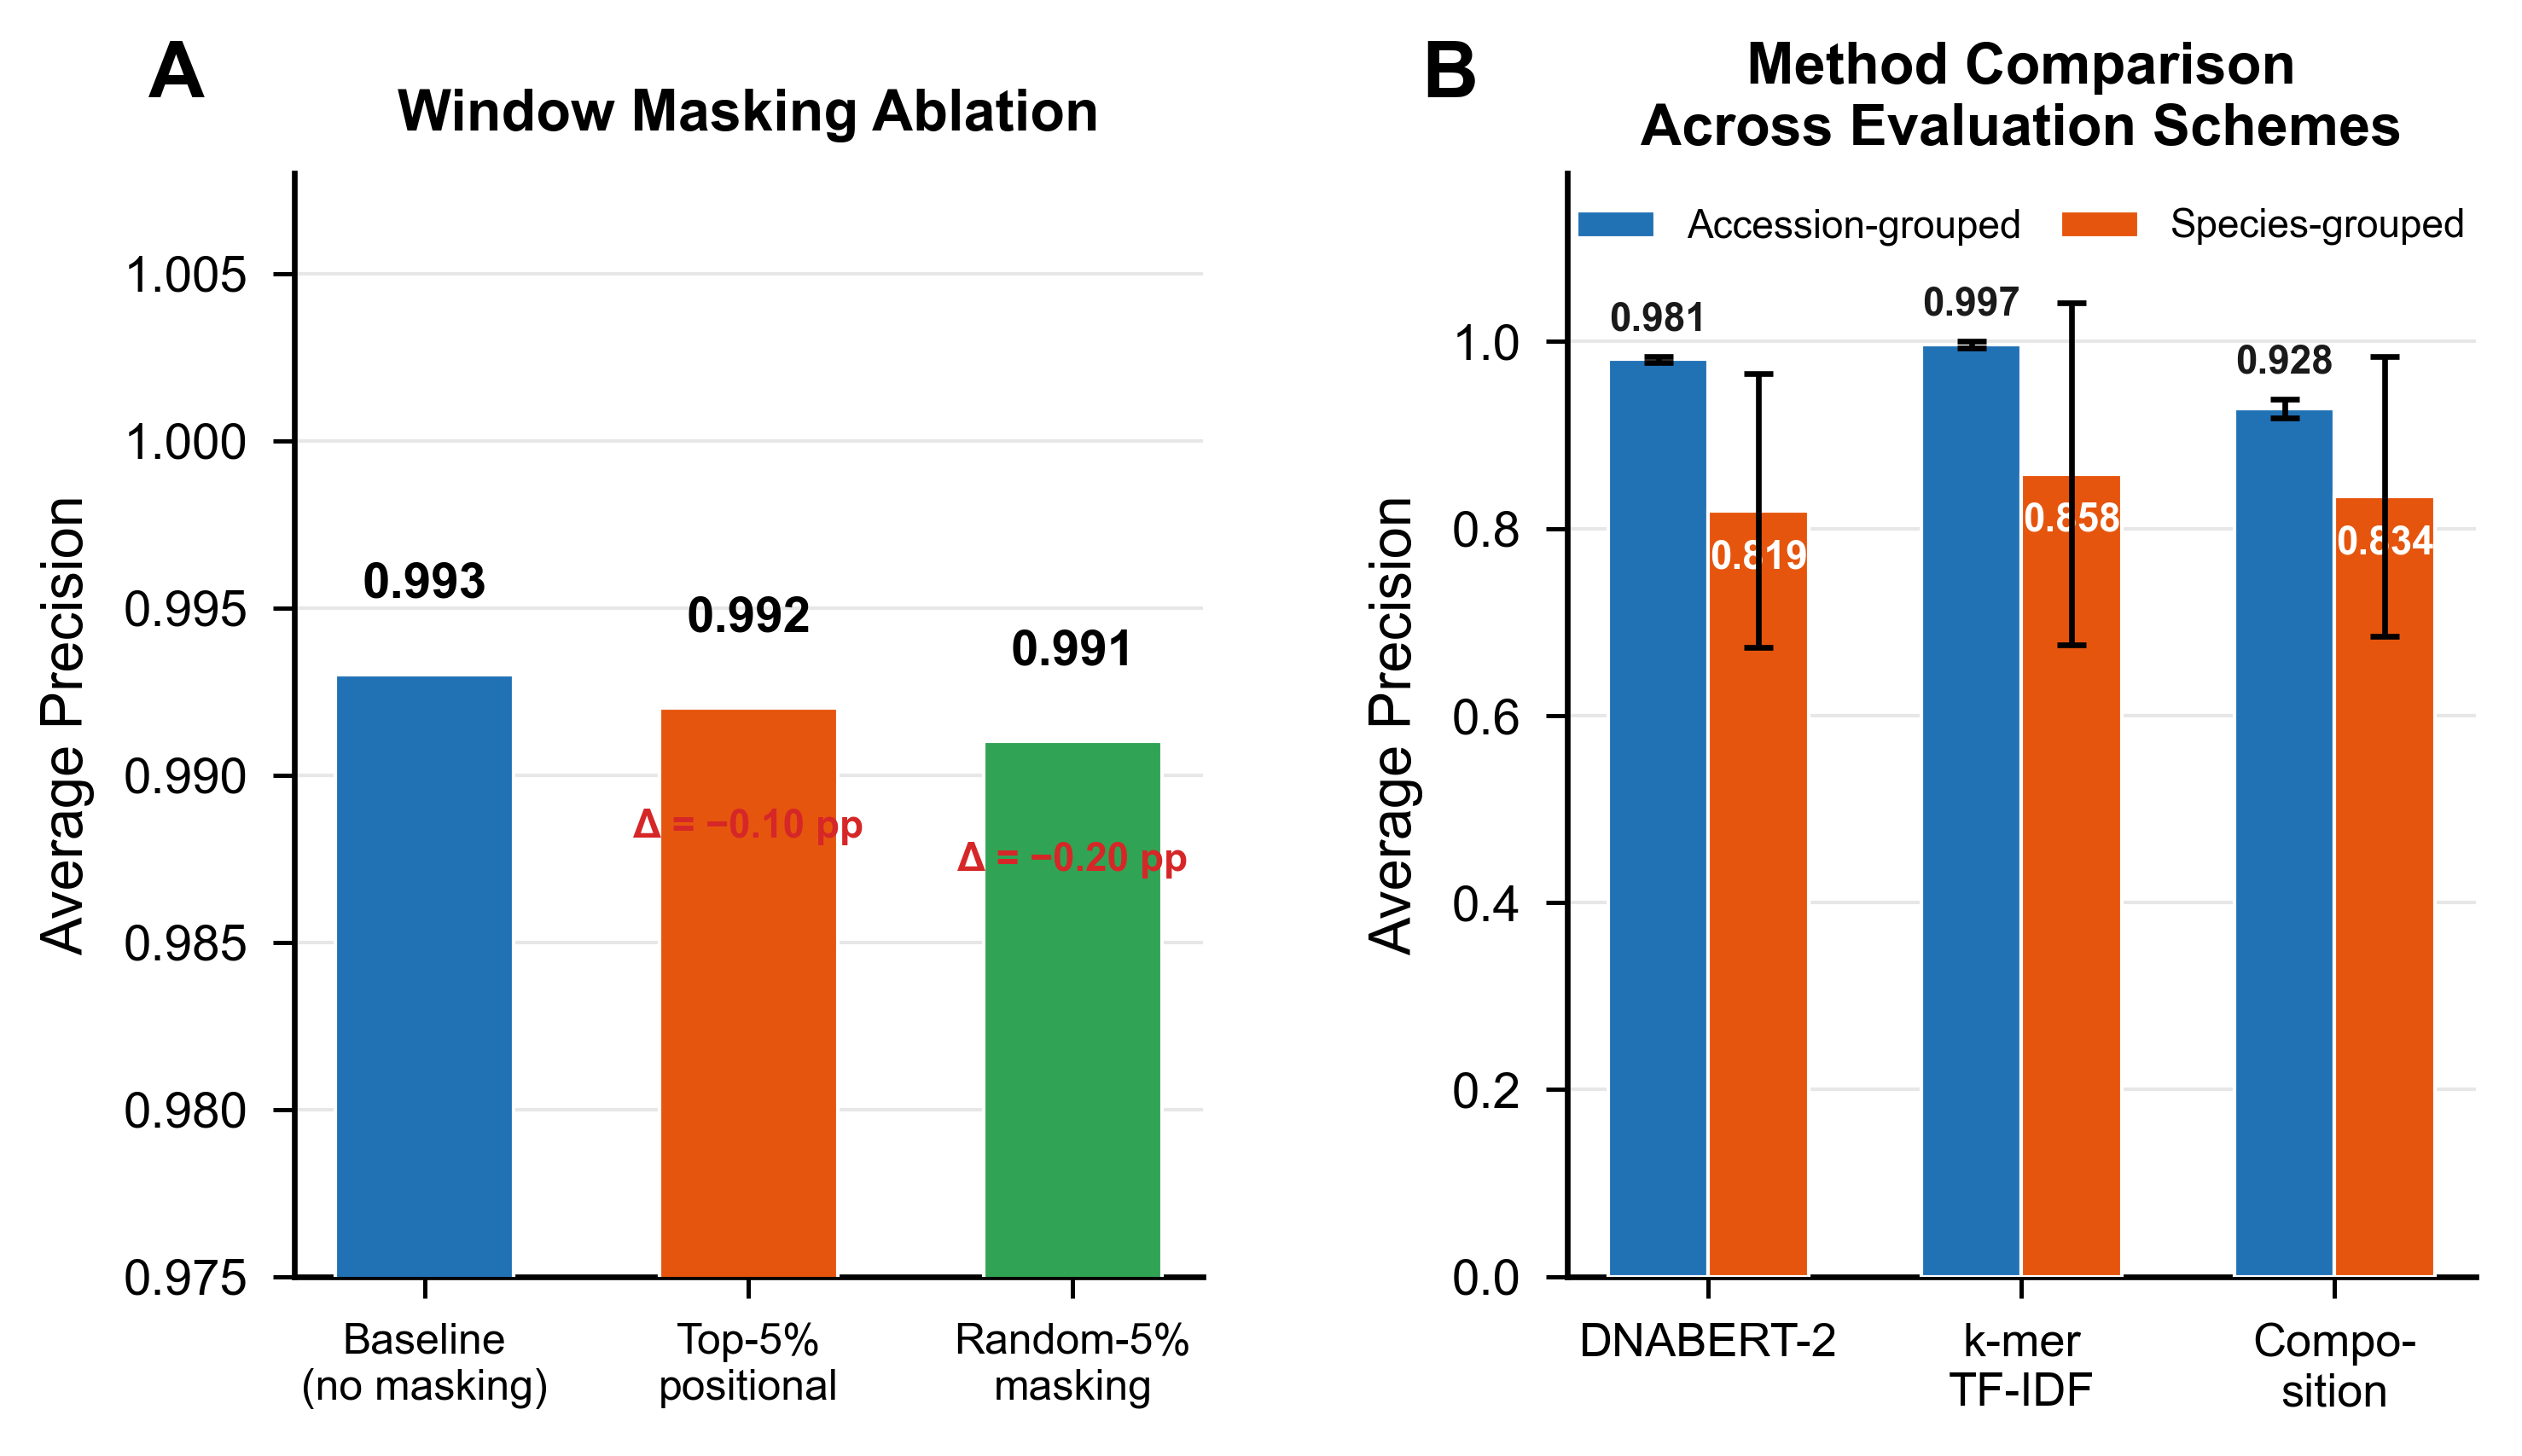 A
Window Masking Ablation
Average Precision
1.005
1.000
0.995
0.990
0.985
0.980
0.975
0.993
0.992
0.991
Δ = −0.10 pp
Δ = −0.20 pp
Baseline
(no masking)
Top-5%
positional
Random-5%
masking
B
Method Comparison
Across Evaluation Schemes
Accession-grouped
Species-grouped
Average Precision
1.0
0.8
0.6
0.4
0.2
0.0
0.981
0.819
0.997
0.858
0.928
0.834
DNABERT-2
k-mer
TF-IDF
Compo-
sition